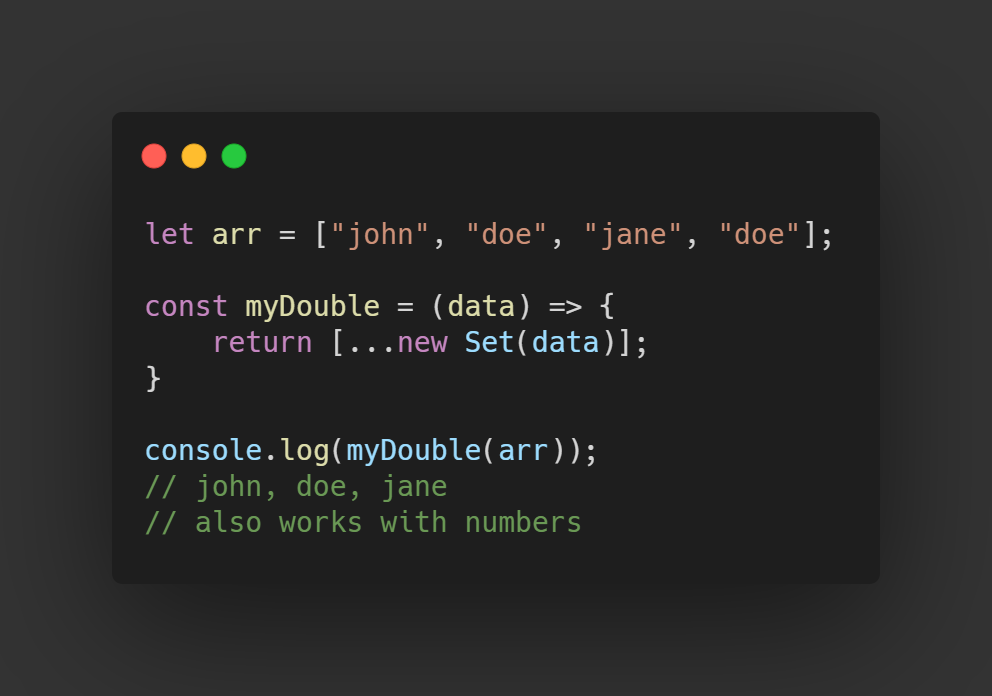 let arr = ["john", "doe", "jane", "doe"];
const myDouble = (data) => {
    return [...new Set(data)];
}
console.log(myDouble(arr));
// john, doe, jane
// also works with numbers